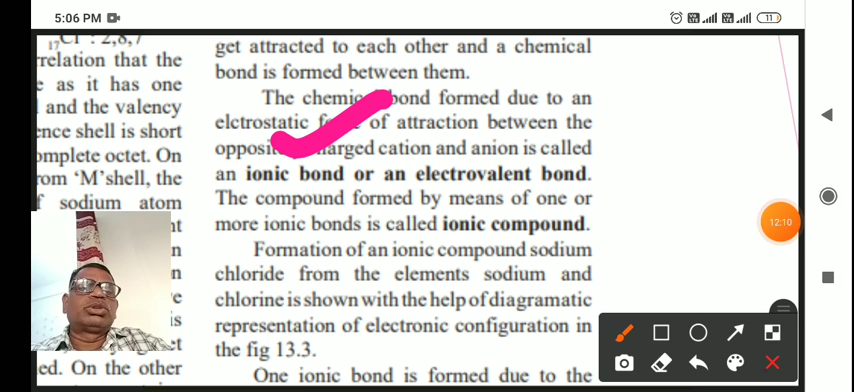 5:06 PM
11
17Cl : 2,8,7
rrelation that the
e as it has one
l and the valency
ence shell is short
omplete octet. On
rom 'M'shell, the
f sodium atom
nt
n
n
e
is
et
ed. On the other
get attracted to each other and a chemical
bond is formed between them.
The chemic bond formed due to an
elctrostatic of attraction between the
opposit arged cation and anion is called
an ionic bond or an electrovalent bond.
The compound formed by means of one or
more ionic bonds is called ionic compound.
Formation of an ionic compound sodium
chloride from the elements sodium and
chlorine is shown with the help of diagramatic
representation of electronic configuration in
the fig 13.3.
One ionic bond is formed due to the
12:10